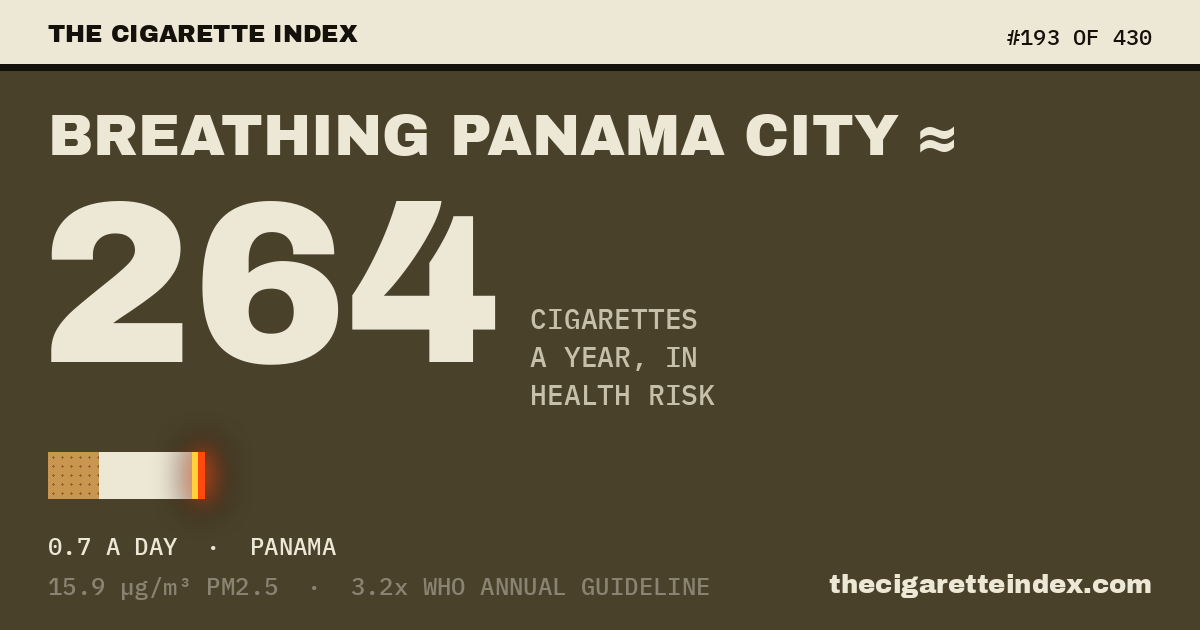 THE CIGARETTE INDEX
#193 OF 430
BREATHING PANAMA CITY ≈
264
CIGARETTES
A YEAR, IN
HEALTH RISK
0.7 A DAY · PANAMA
15.9 µg/m³ PM2.5 · 3.2x WHO ANNUAL GUIDELINE
thecigaretteindex.com